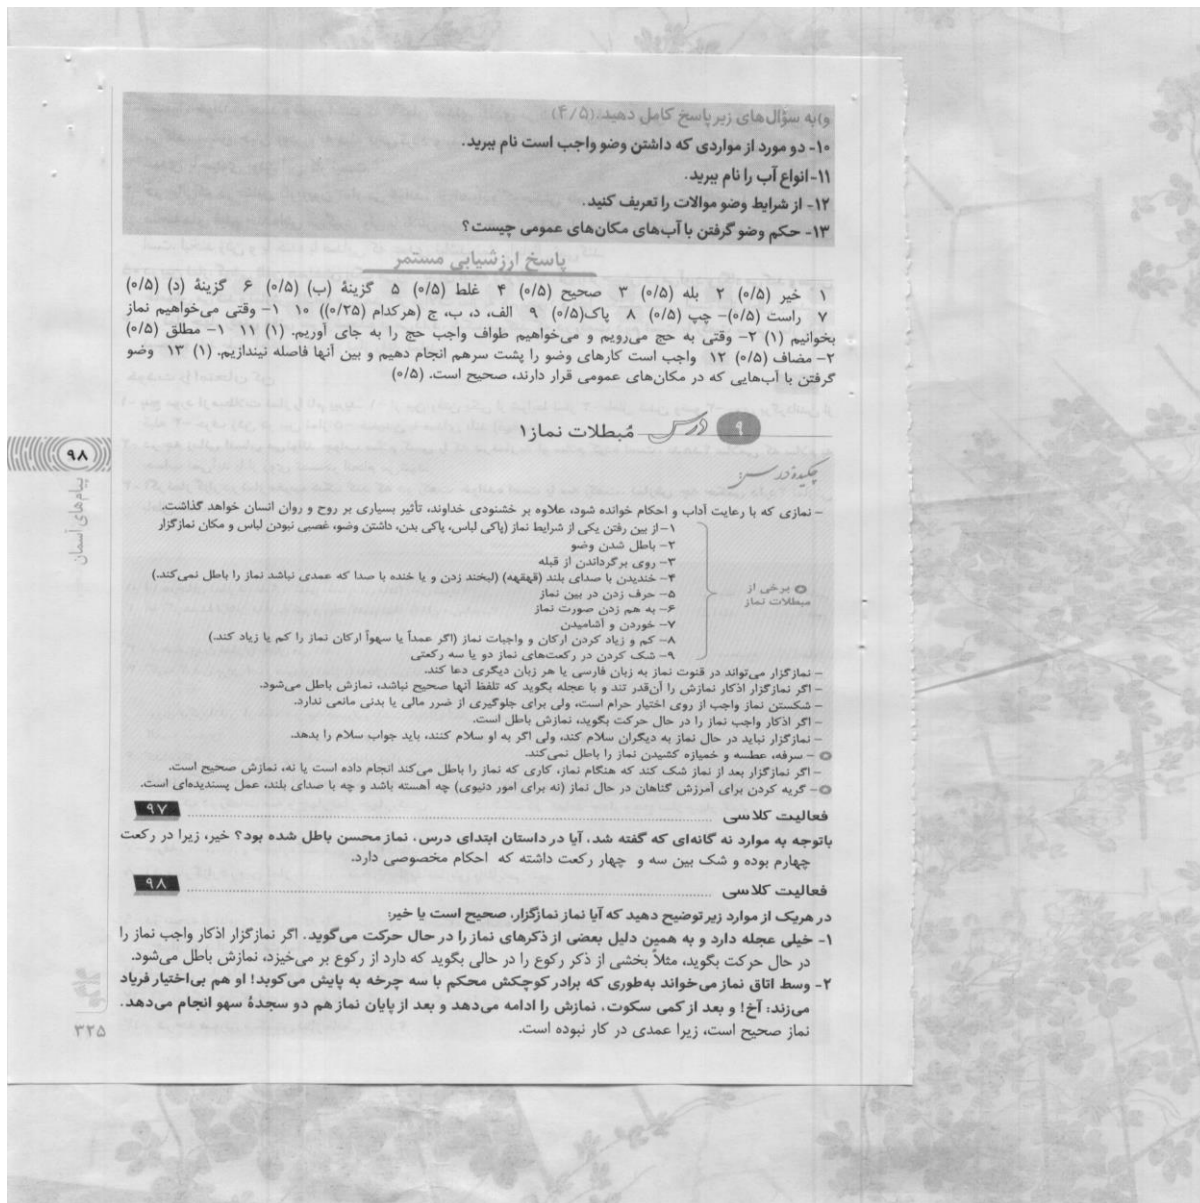 و)به سؤال‌های زیر پاسخ کامل دهید.(۴/۵)
۱۰- دو مورد از مواردی که داشتن وضو واجب است نام ببرید.
۱۱- انواع آب را نام ببرید.
۱۲- از شرایط وضو موالات را تعریف کنید.
۱۳- حکم وضو گرفتن با آب‌های مکان‌های عمومی چیست؟
پاسخ ارزشیابی مستمر
۱ خیر (۰/۵) ۲ بله (۰/۵) ۳ صحیح (۰/۵) ۴ غلط (۰/۵) ۵ گزینهٔ (ب) (۰/۵) ۶ گزینهٔ (د) (۰/۵)
۷ راست (۰/۵)– چپ (۰/۵) ۸ پاک(۰/۵) ۹ الف، د، ب، ج (هرکدام (۰/۲۵)) ۱۰ ۱– وقتی می‌خواهیم نماز
بخوانیم (۱) ۲– وقتی به حج می‌رویم و می‌خواهیم طواف واجب حج را به جای آوریم. (۱) ۱۱ ۱– مطلق (۰/۵)
۲– مضاف (۰/۵) ۱۲ واجب است کارهای وضو را پشت سرهم انجام دهیم و بین آنها فاصله نیندازیم. (۱) ۱۳ وضو
گرفتن با آب‌هایی که در مکان‌های عمومی قرار دارند، صحیح است. (۰/۵)
۹ درس مُبطلات نماز۱
چکیدهٔ درس:
– نمازی که با رعایت آداب و احکام خوانده شود، علاوه بر خشنودی خداوند، تأثیر بسیاری بر روح و روان انسان خواهد گذاشت.
برخی از
مبطلات نماز
۱– از بین رفتن یکی از شرایط نماز (پاکی لباس، پاکی بدن، داشتن وضو، غصبی نبودن لباس و مکان نمازگزار
۲– باطل شدن وضو
۳– روی برگرداندن از قبله
۴– خندیدن با صدای بلند (قهقهه) (لبخند زدن و یا خنده با صدا که عمدی نباشد نماز را باطل نمی‌کند.)
۵– حرف زدن در بین نماز
۶– به هم زدن صورت نماز
۷– خوردن و آشامیدن
۸– کم و زیاد کردن ارکان و واجبات نماز (اگر عمداً یا سهواً ارکان نماز را کم یا زیاد کند.)
۹– شک کردن در رکعت‌های نماز دو یا سه رکعتی
– نمازگزار می‌تواند در قنوت نماز به زبان فارسی یا هر زبان دیگری دعا کند.
– اگر نمازگزار اذکار نمازش را آن‌قدر تند و با عجله بگوید که تلفظ آنها صحیح نباشد، نمازش باطل می‌شود.
– شکستن نماز واجب از روی اختیار حرام است، ولی برای جلوگیری از ضرر مالی یا بدنی مانعی ندارد.
– اگر اذکار واجب نماز را در حال حرکت بگوید، نمازش باطل است.
– نمازگزار نباید در حال نماز به دیگران سلام کند، ولی اگر به او سلام کنند، باید جواب سلام را بدهد.
– سرفه، عطسه و خمیازه کشیدن نماز را باطل نمی‌کند.
– اگر نمازگزار بعد از نماز شک کند که هنگام نماز، کاری که نماز را باطل می‌کند انجام داده است یا نه، نمازش صحیح است.
– گریه کردن برای آمرزش گناهان در حال نماز (نه برای امور دنیوی) چه آهسته باشد و چه با صدای بلند، عمل پسندیده‌ای است.
فعالیت کلاسی ۹۷
باتوجه به موارد نه گانه‌ای که گفته شد، آیا در داستان ابتدای درس، نماز محسن باطل شده بود؟ خیر، زیرا در رکعت
چهارم بوده و شک بین سه و چهار رکعت داشته که احکام مخصوصی دارد.
فعالیت کلاسی ۹۸
در هریک از موارد زیر توضیح دهید که آیا نماز نمازگزار، صحیح است یا خیر:
۱- خیلی عجله دارد و به همین دلیل بعضی از ذکرهای نماز را در حال حرکت می‌گوید. اگر نمازگزار اذکار واجب نماز را
در حال حرکت بگوید، مثلاً بخشی از ذکر رکوع را در حالی بگوید که دارد از رکوع بر می‌خیزد، نمازش باطل می‌شود.
۲- وسط اتاق نماز می‌خواند به‌طوری که برادر کوچکش محکم با سه چرخه به پایش می‌کوبد! او هم بی‌اختیار فریاد
می‌زند: آخ! و بعد از کمی سکوت، نمازش را ادامه می‌دهد و بعد از پایان نماز هم دو سجدهٔ سهو انجام می‌دهد.
نماز صحیح است، زیرا عمدی در کار نبوده است.
۹۸
پیام‌های آسمان
۳۲۵